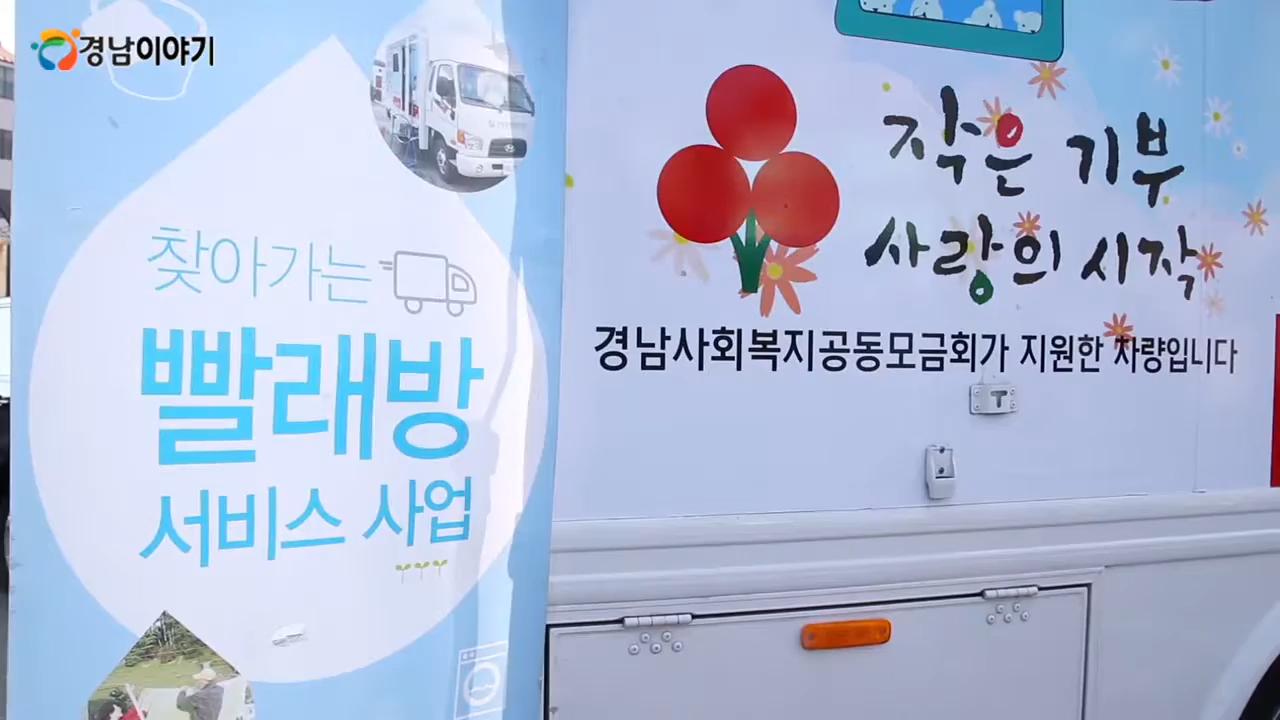 경남이야기
찾아가는
빨래방
서비스 사업
작은 기부
사랑의 시작
경남사회복지공동모금회가 지원한 차량입니다